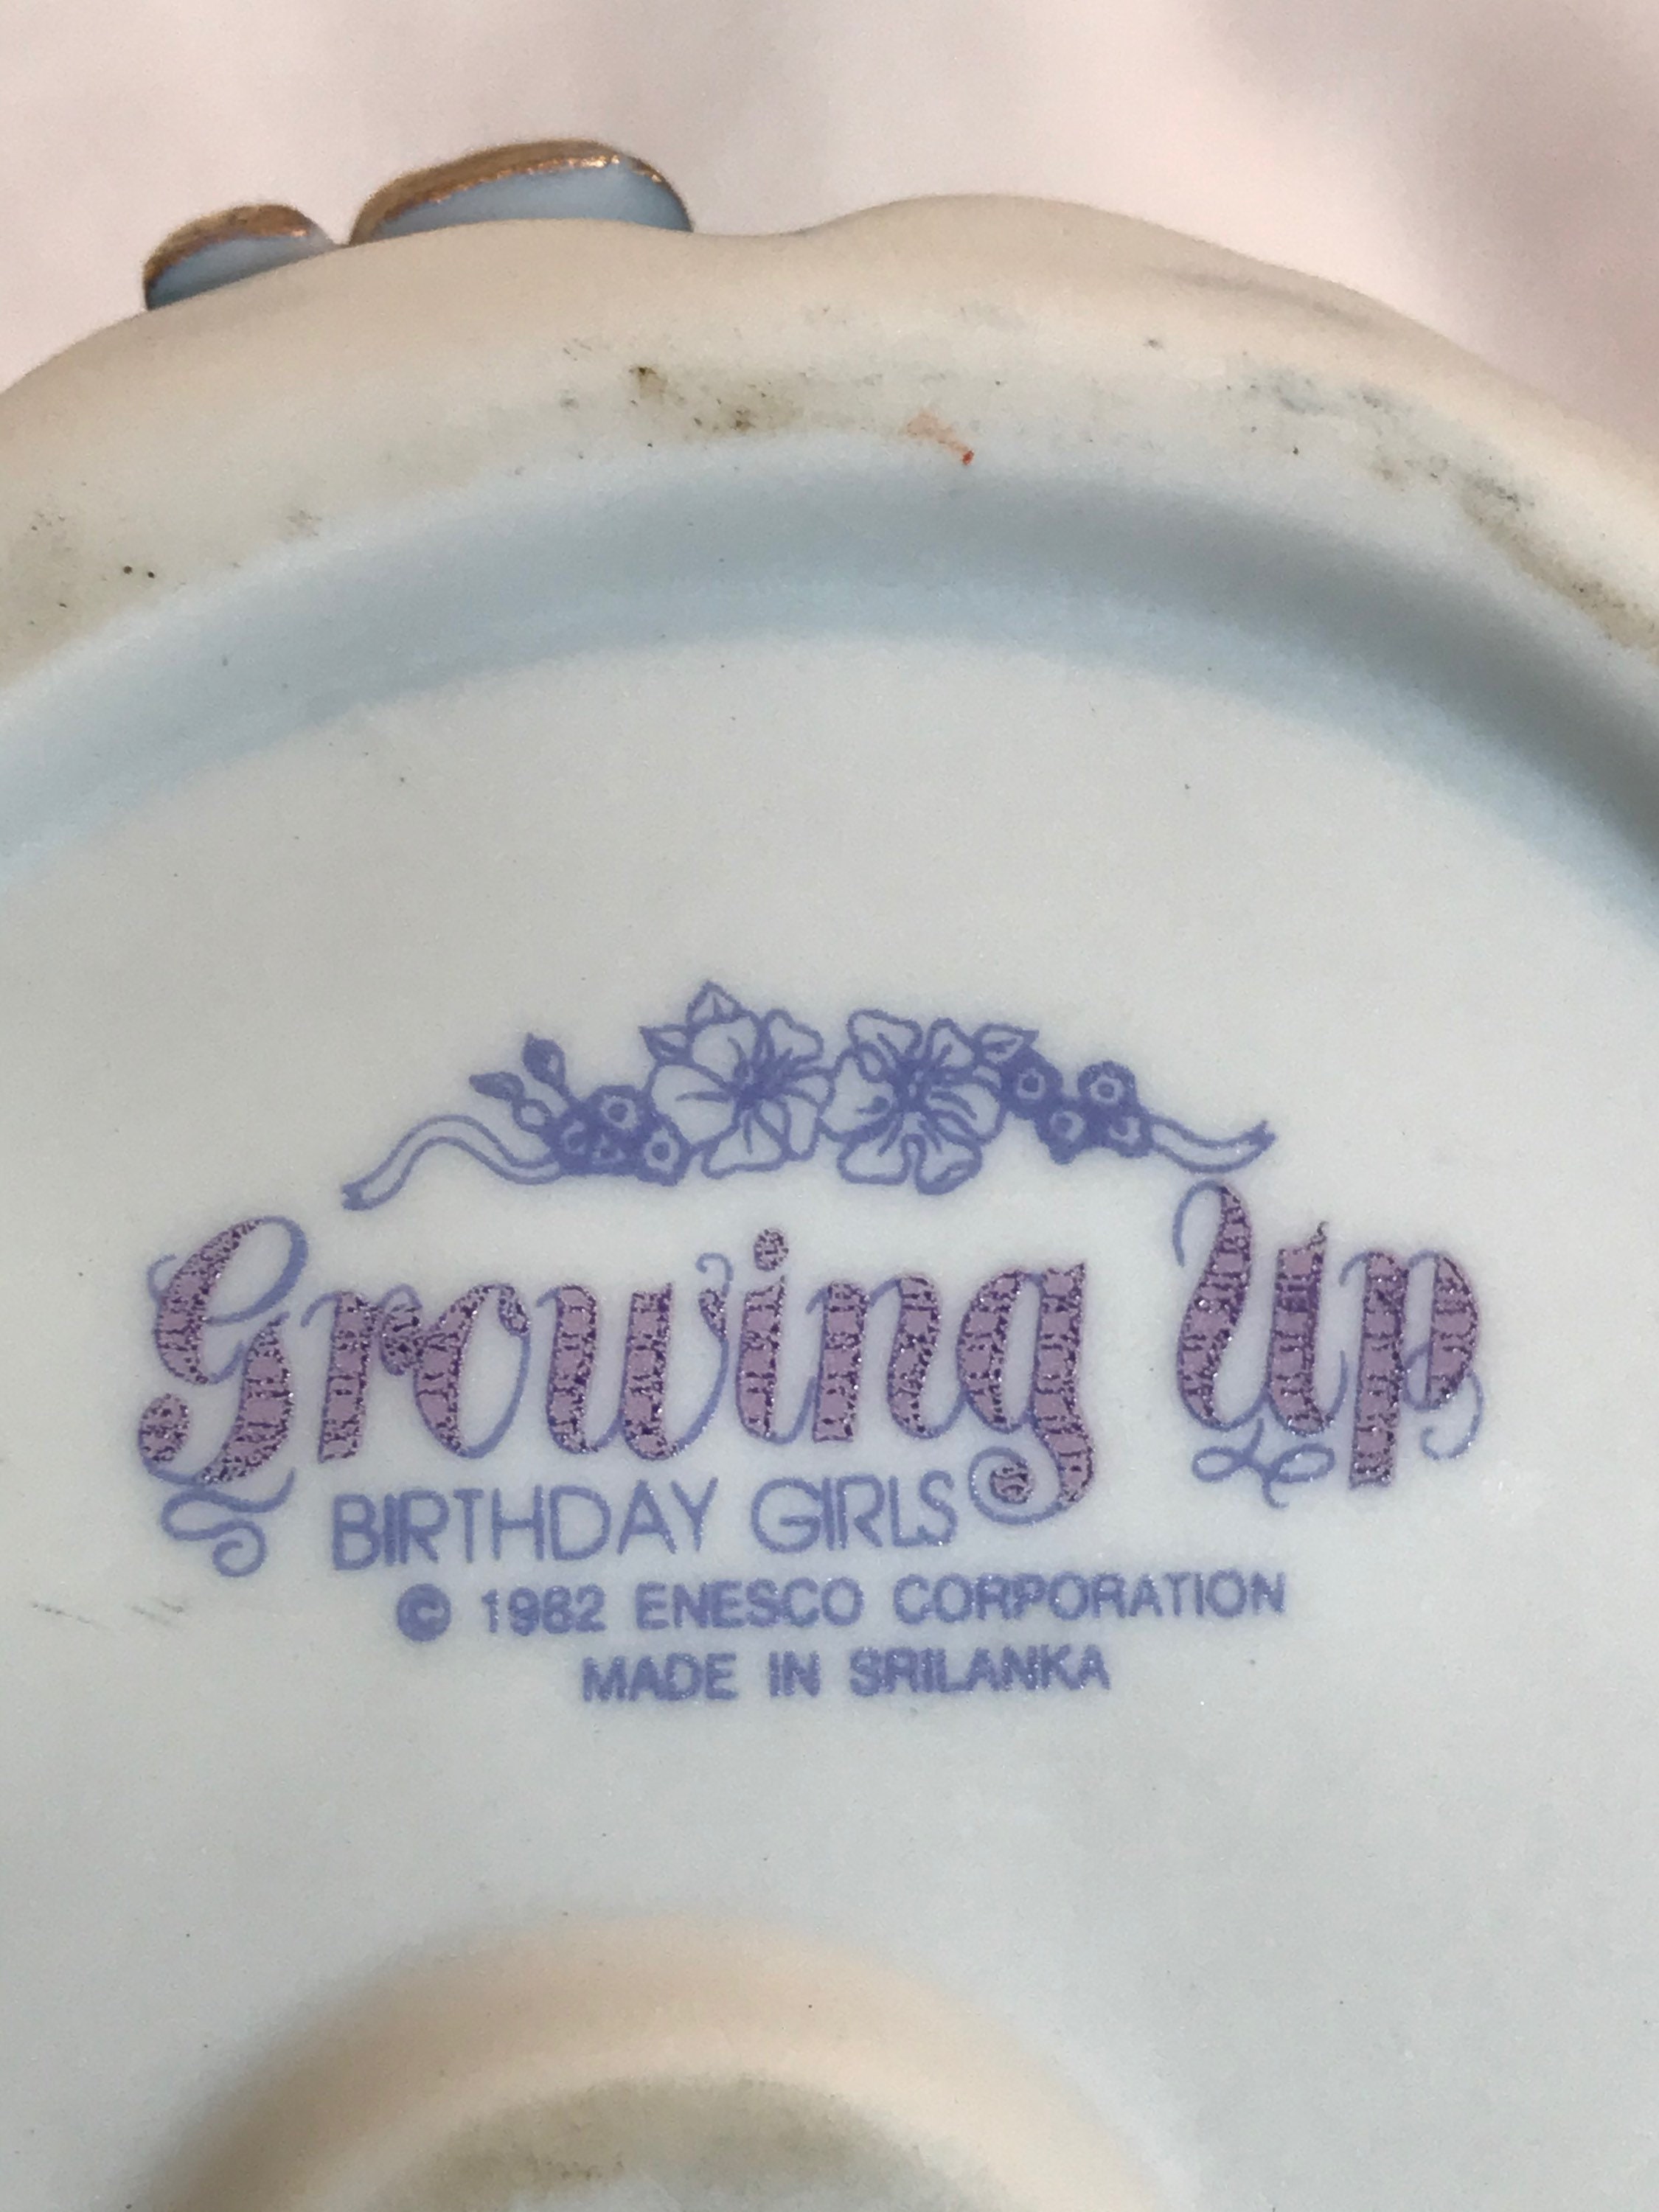 Growing Up
BIRTHDAY GIRLS
© 1982 ENESCO CORPORATION
MADE IN SRILANKA